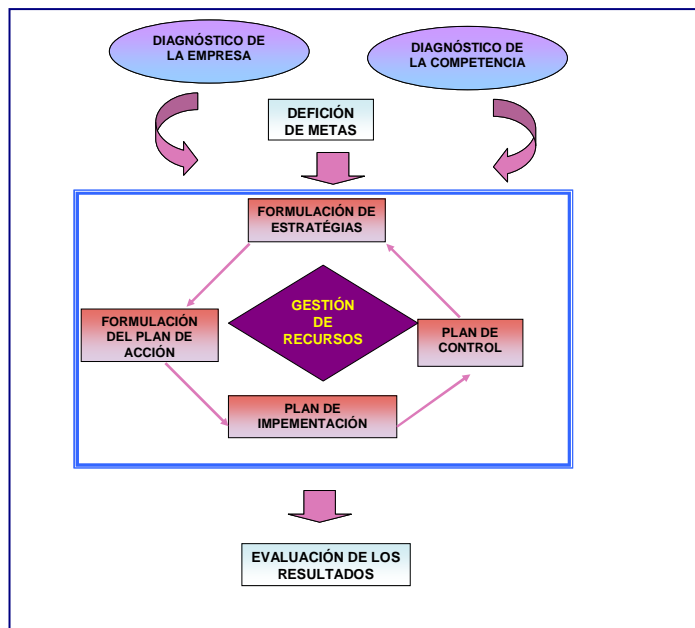 DIAGNÓSTICO DE
LA EMPRESA
DIAGNÓSTICO DE
LA COMPETENCIA
DEFICIÓN
DE METAS
FORMULACIÓN DE
ESTRATÉGIAS
FORMULACIÓN
DEL PLAN DE
ACCIÓN
GESTIÓN
DE
RECURSOS
PLAN DE
CONTROL
PLAN DE
IMPEMENTACIÓN
EVALUACIÓN DE LOS
RESULTADOS